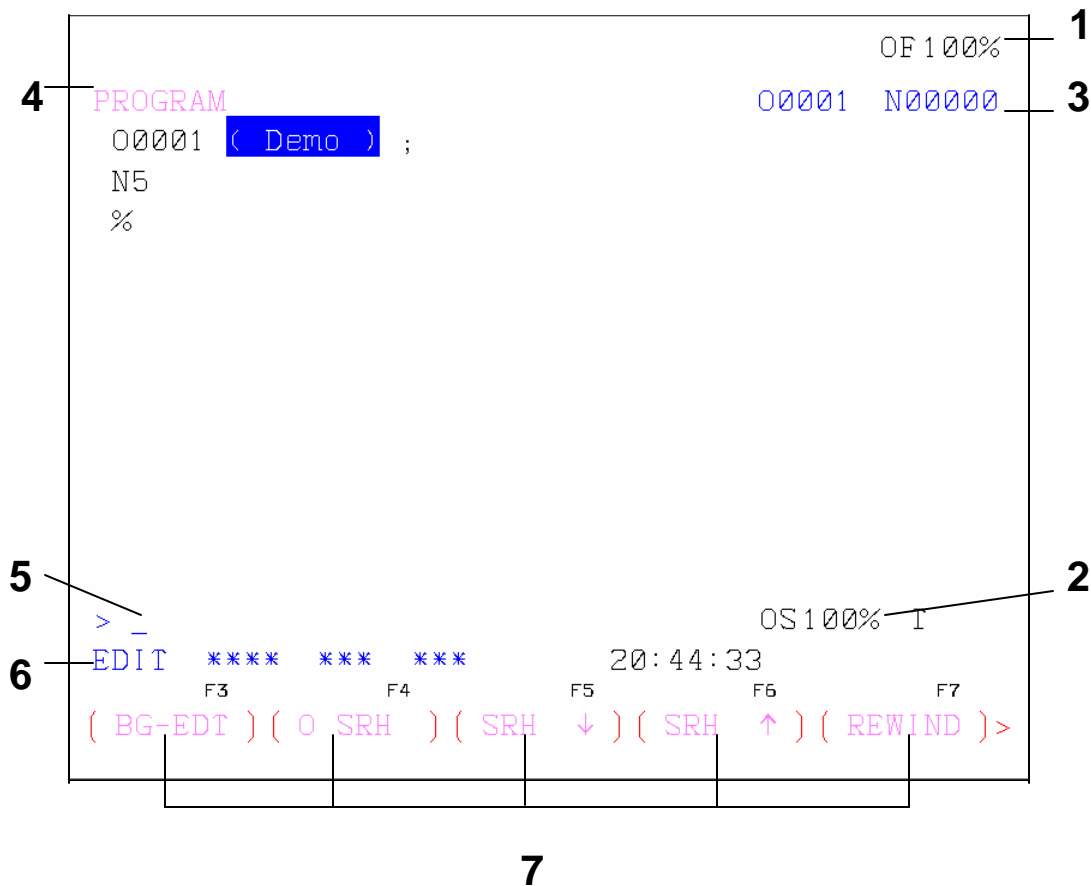 1
OF100%
4
PROGRAM O0001 N00000
3
O0001 ( Demo ) ;
N5
%
5
2
> _ OS100% T
EDIT **** *** *** 20:44:33
6
F3 F4 F5 F6 F7
( BG-EDT ) ( O SRH ) ( SRH ↓ ) ( SRH ↑ ) ( REWIND ) >
7